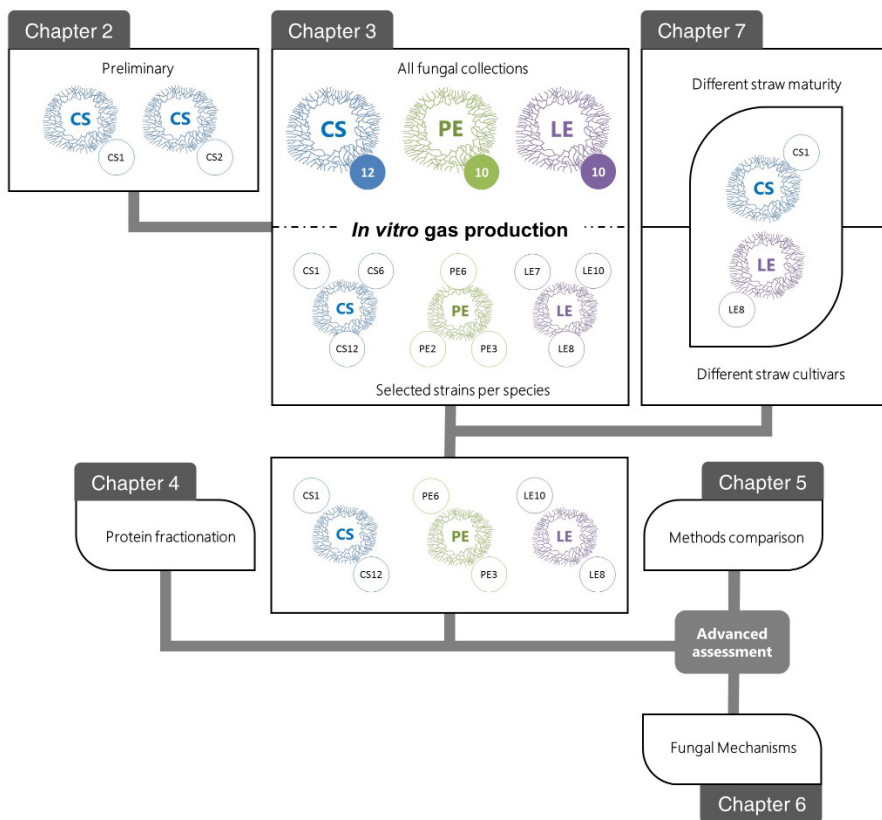 Chapter 2
Preliminary
CS
CS
CS1
CS2
Chapter 3
All fungal collections
CS
PE
LE
12
10
10
In vitro gas production
CS1
CS6
PE6
LE7
LE10
CS
PE
LE
CS12
PE2
PE3
LE8
Selected strains per species
Chapter 7
Different straw maturity
CS1
CS
LE
LE8
Different straw cultivars
Chapter 4
Protein fractionation
CS1
PE6
LE10
CS
PE
LE
CS12
PE3
LE8
Chapter 5
Methods comparison
Advanced
assessment
Fungal Mechanisms
Chapter 6